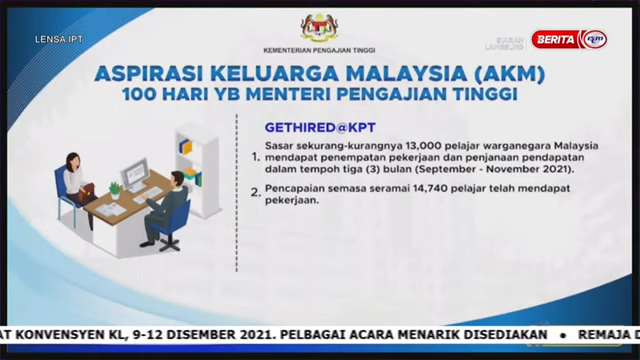 LENSA IPT
SIARAN
LANGSUNG
BERITA
KEMENTERIAN PENGAJIAN TINGGI
ASPIRASI KELUARGA MALAYSIA (AKM)
100 HARI YB MENTERI PENGAJIAN TINGGI
GETHIRED@KPT
1. Sasar sekurang-kurangnya 13,000 pelajar warganegara Malaysia
mendapat penempatan pekerjaan dan penjanaan pendapatan
dalam tempoh tiga (3) bulan (September - November 2021).
2. Pencapaian semasa seramai 14,740 pelajar telah mendapat
pekerjaan.
AT KONVENSYEN KL, 9-12 DISEMBER 2021. PELBAGAI ACARA MENARIK DISEDIAKAN • REMAJA D